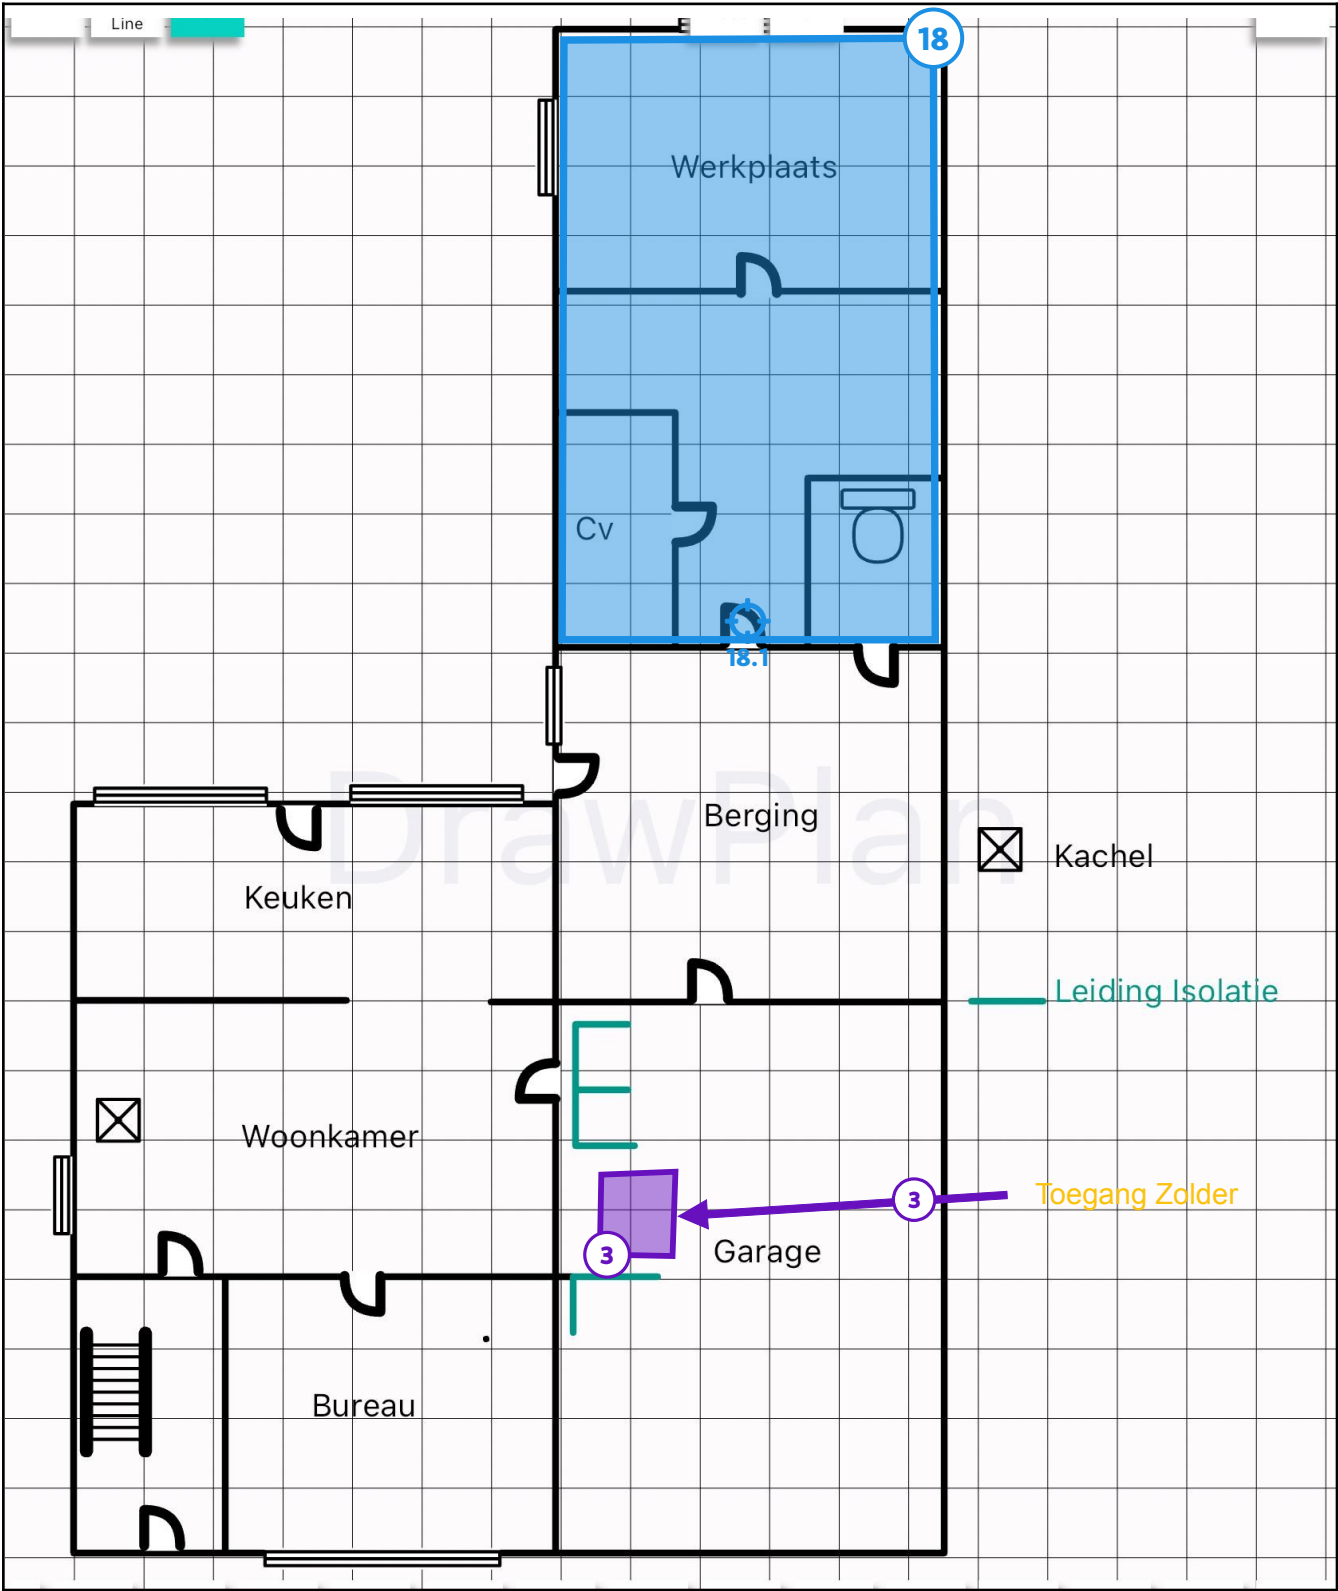 Line
18
Werkplaats
Cv
18.1
DrawPlan
Berging
Kachel
Keuken
Leiding Isolatie
Woonkamer
Toegang Zolder
3
3
Garage
Bureau